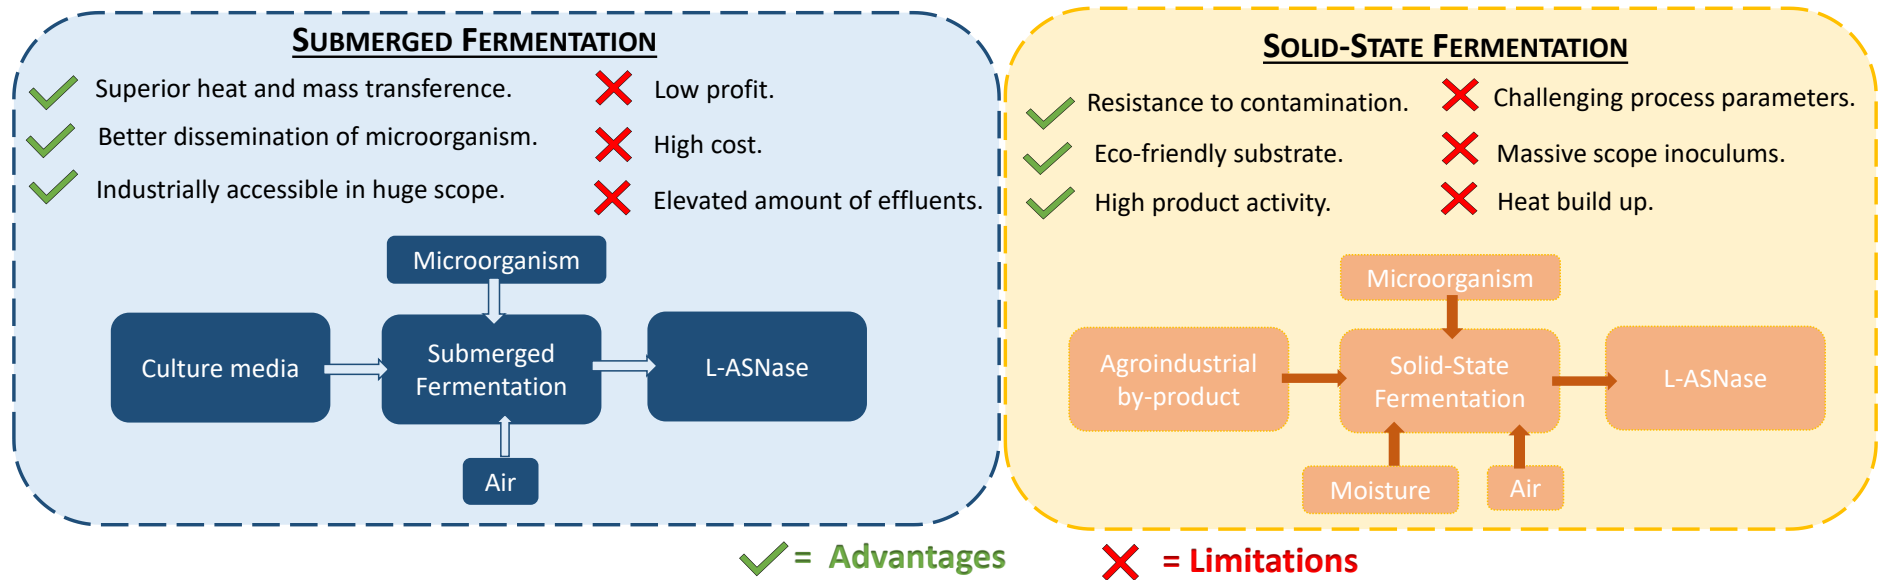 SUBMERGED FERMENTATION
Superior heat and mass transference.
Better dissemination of microorganism.
Industrially accessible in huge scope.
Low profit.
High cost.
Elevated amount of effluents.
Microorganism
Culture media
Submerged
Fermentation
L-ASNase
Air
SOLID-STATE FERMENTATION
Resistance to contamination.
Eco-friendly substrate.
High product activity.
Challenging process parameters.
Massive scope inoculums.
Heat build up.
Microorganism
Agroindustrial
by-product
Solid-State
Fermentation
L-ASNase
Moisture
Air
= Advantages
= Limitations